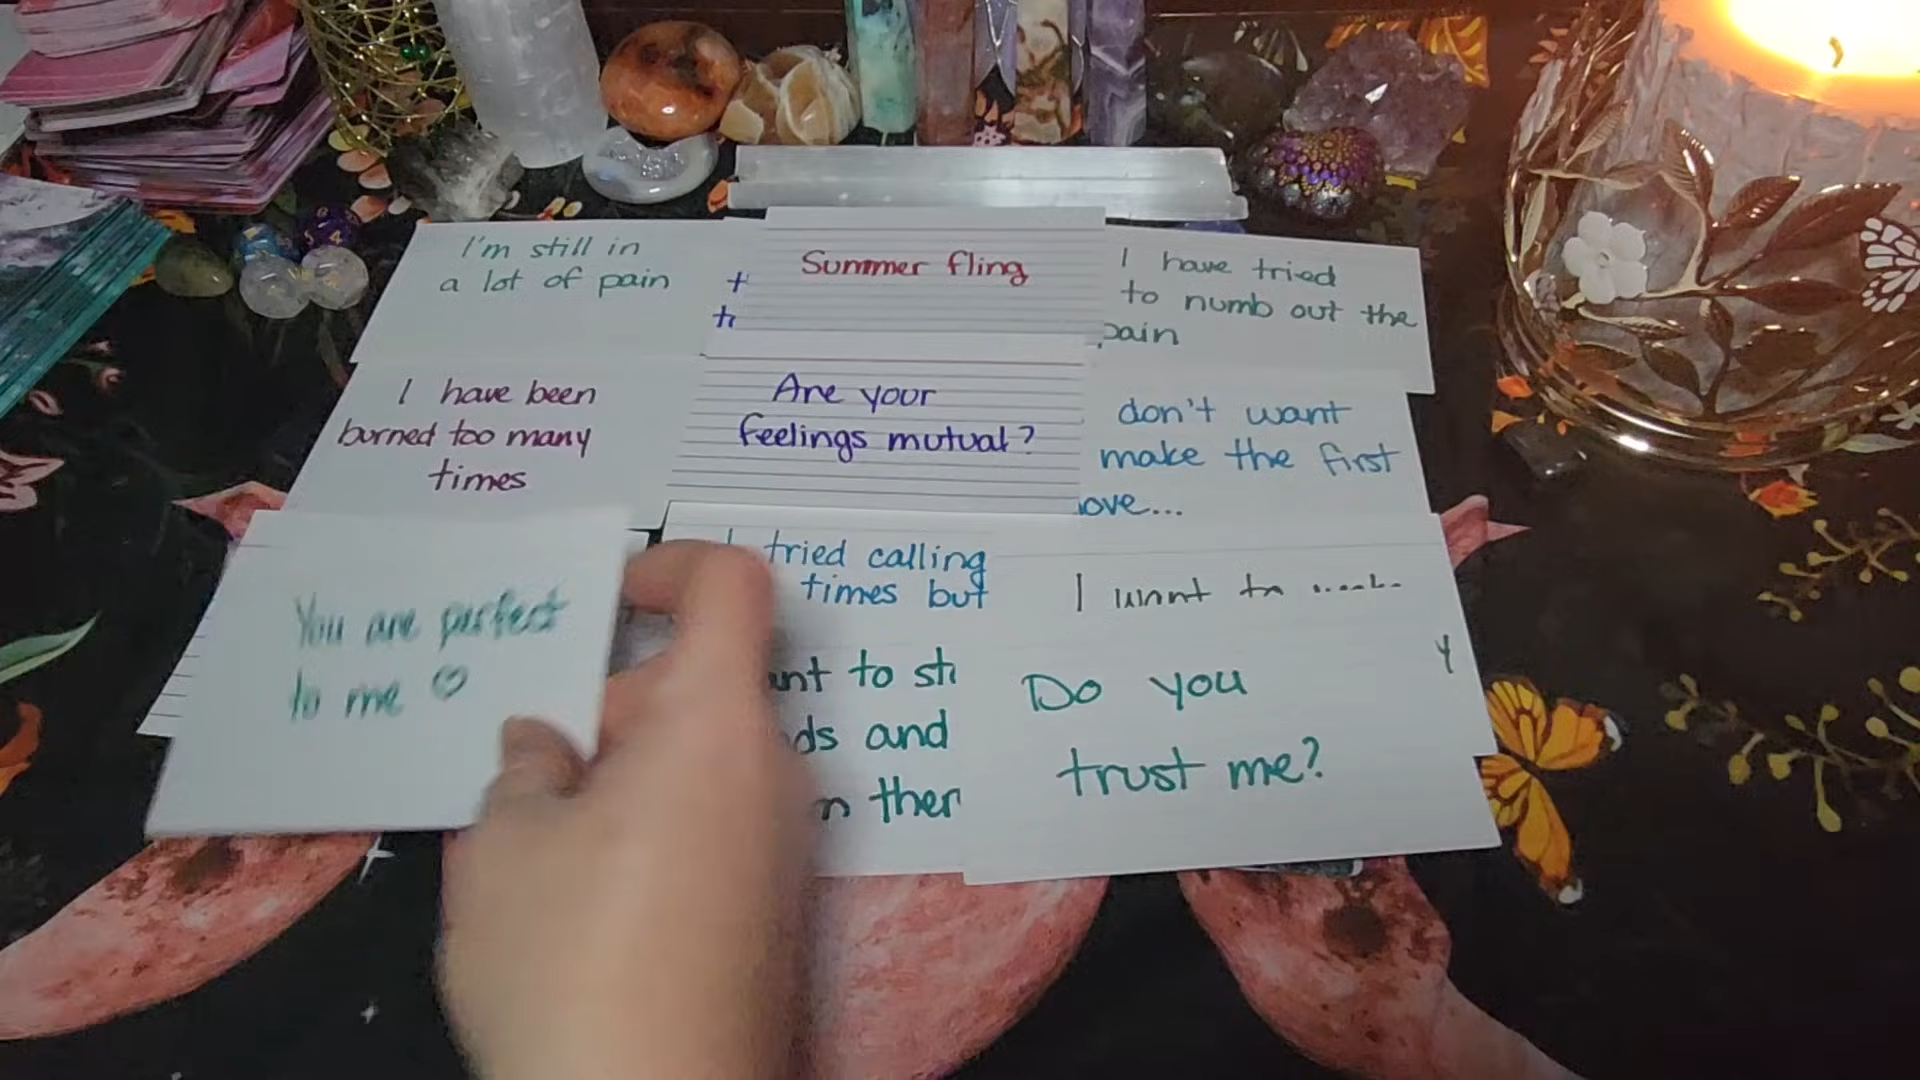 I'm still in
a lot of pain
Summer fling
I have tried
to numb out the
pain
I have been
burned too many
times
Are your
feelings mutual?
don't want
make the first
ove...
You are perfect
to me
tried calling
times but
I want to
nt to
ds and
Do you
trust me?